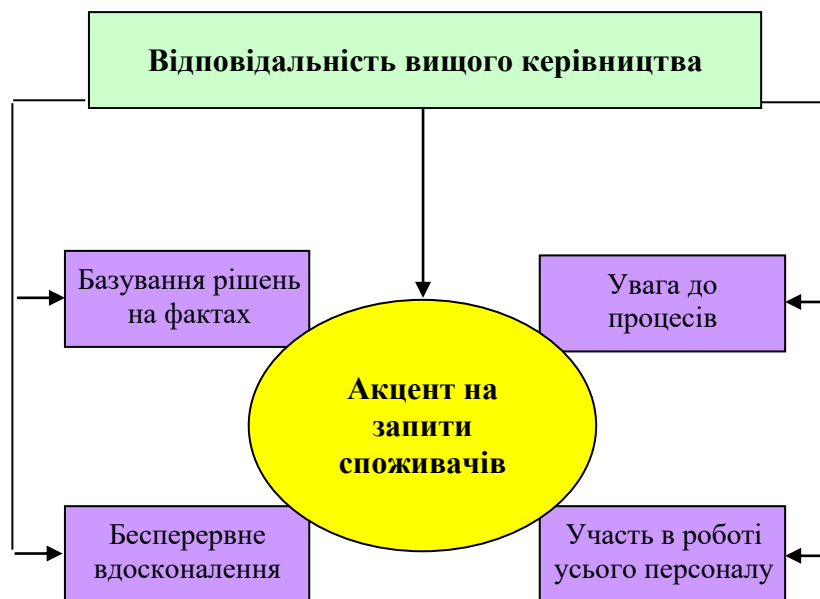 Відповідальність вищого керівництва
Базування рішень
на фактах
Увага до
процесів
Акцент на
запити
споживачів
Бесперервне
вдосконалення
Участь в роботі
усього персоналу